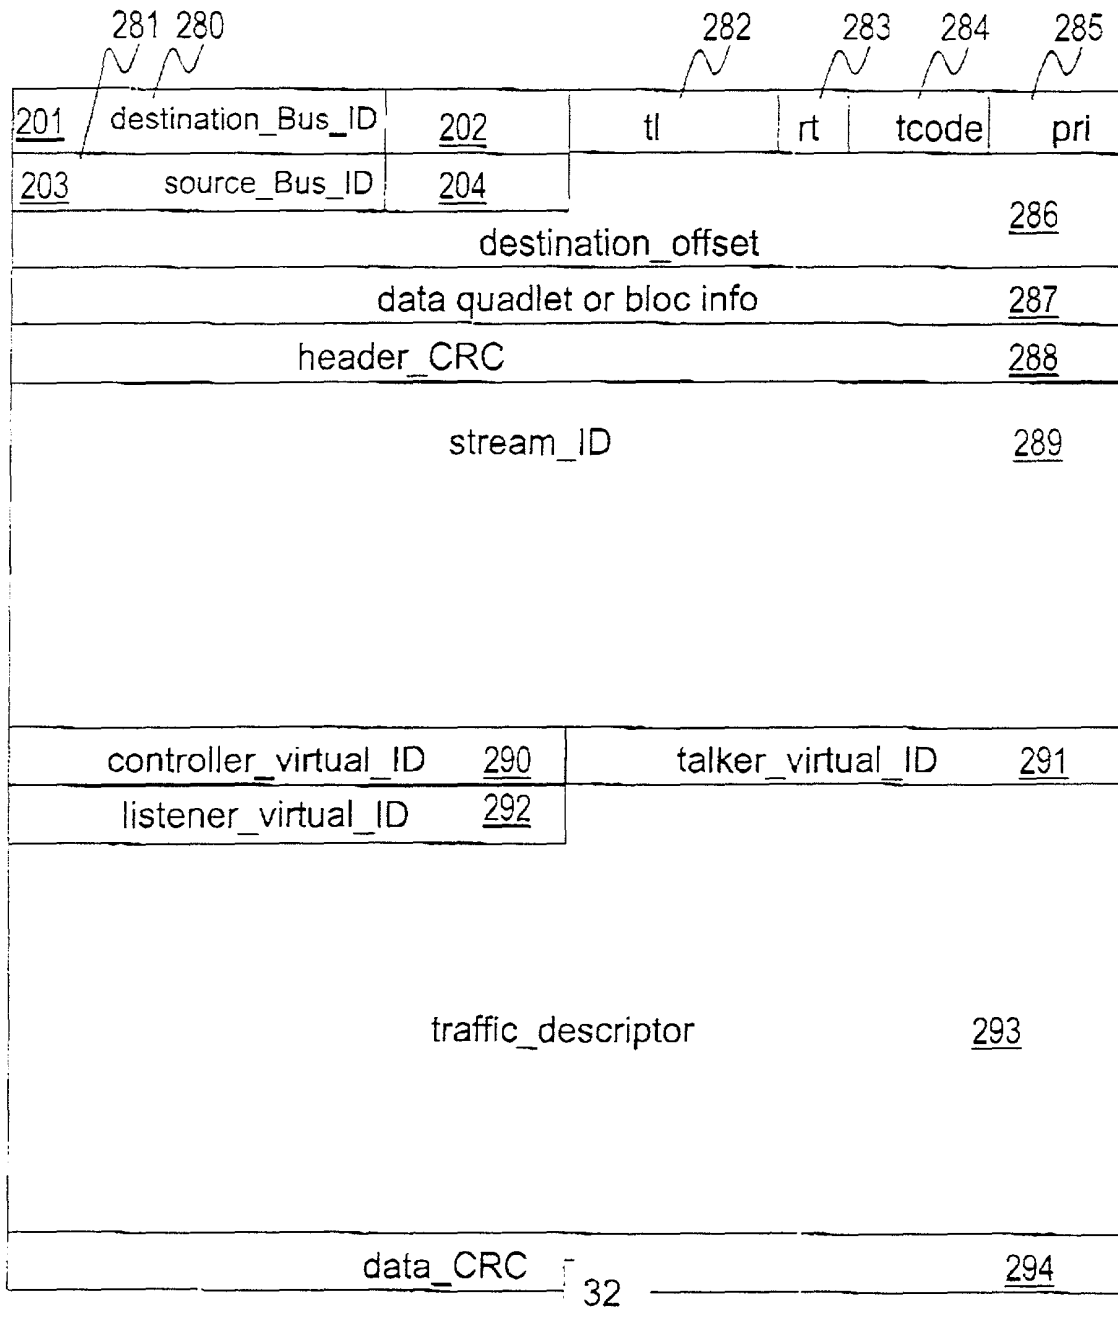 281 280 282 283 284 285
201 destination_Bus_ID 202 tl rt tcode pri
203 source_Bus_ID 204
286
destination_offset
data quadlet or bloc info 287
header_CRC 288
stream_ID 289
controller_virtual_ID 290 talker_virtual_ID 291
listener_virtual_ID 292
traffic_descriptor 293
data_CRC 294
32